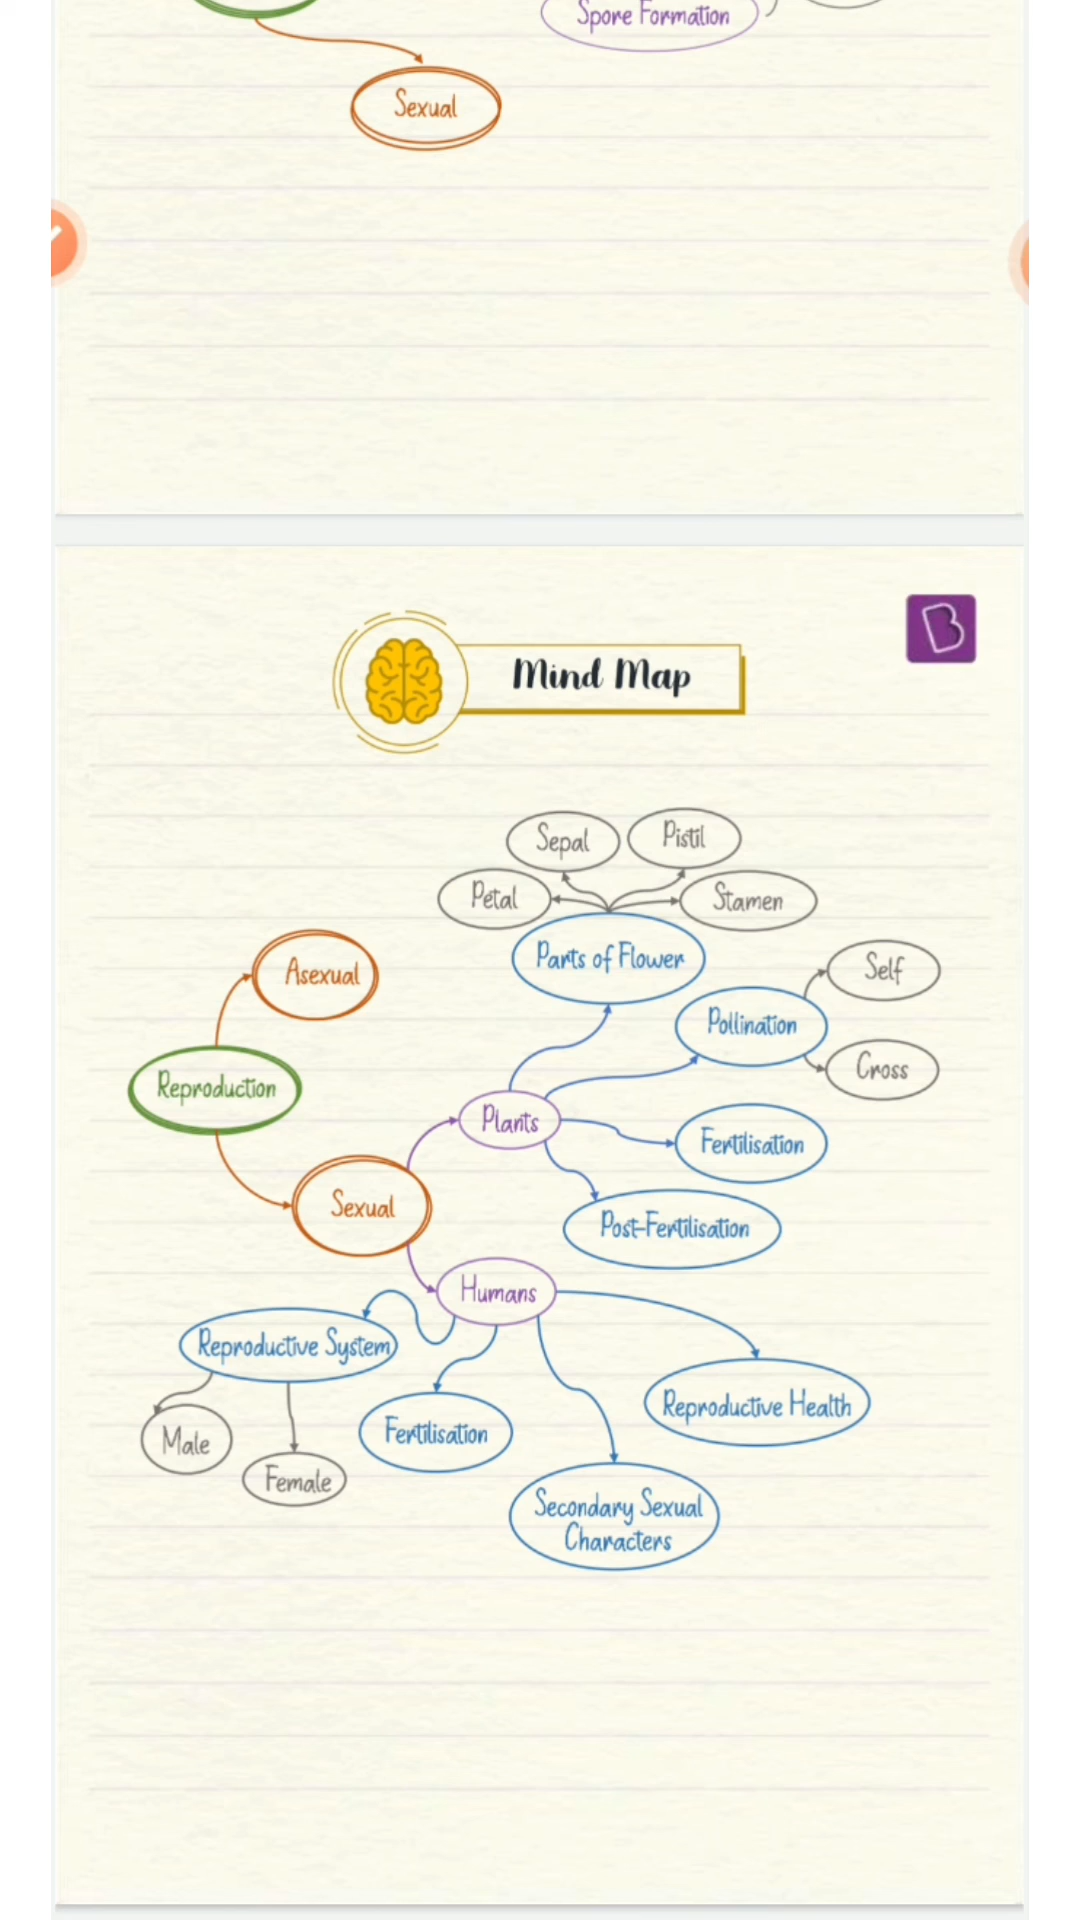 Spore Formation
Sexual
Mind Map
Sepal
Pistil
Petal
Stamen
Parts of Flower
Asexual
Self
Pollination
Cross
Reproduction
Plants
Fertilisation
Sexual
Post-Fertilisation
Humans
Reproductive System
Reproductive Health
Male
Fertilisation
Female
Secondary Sexual
Characters